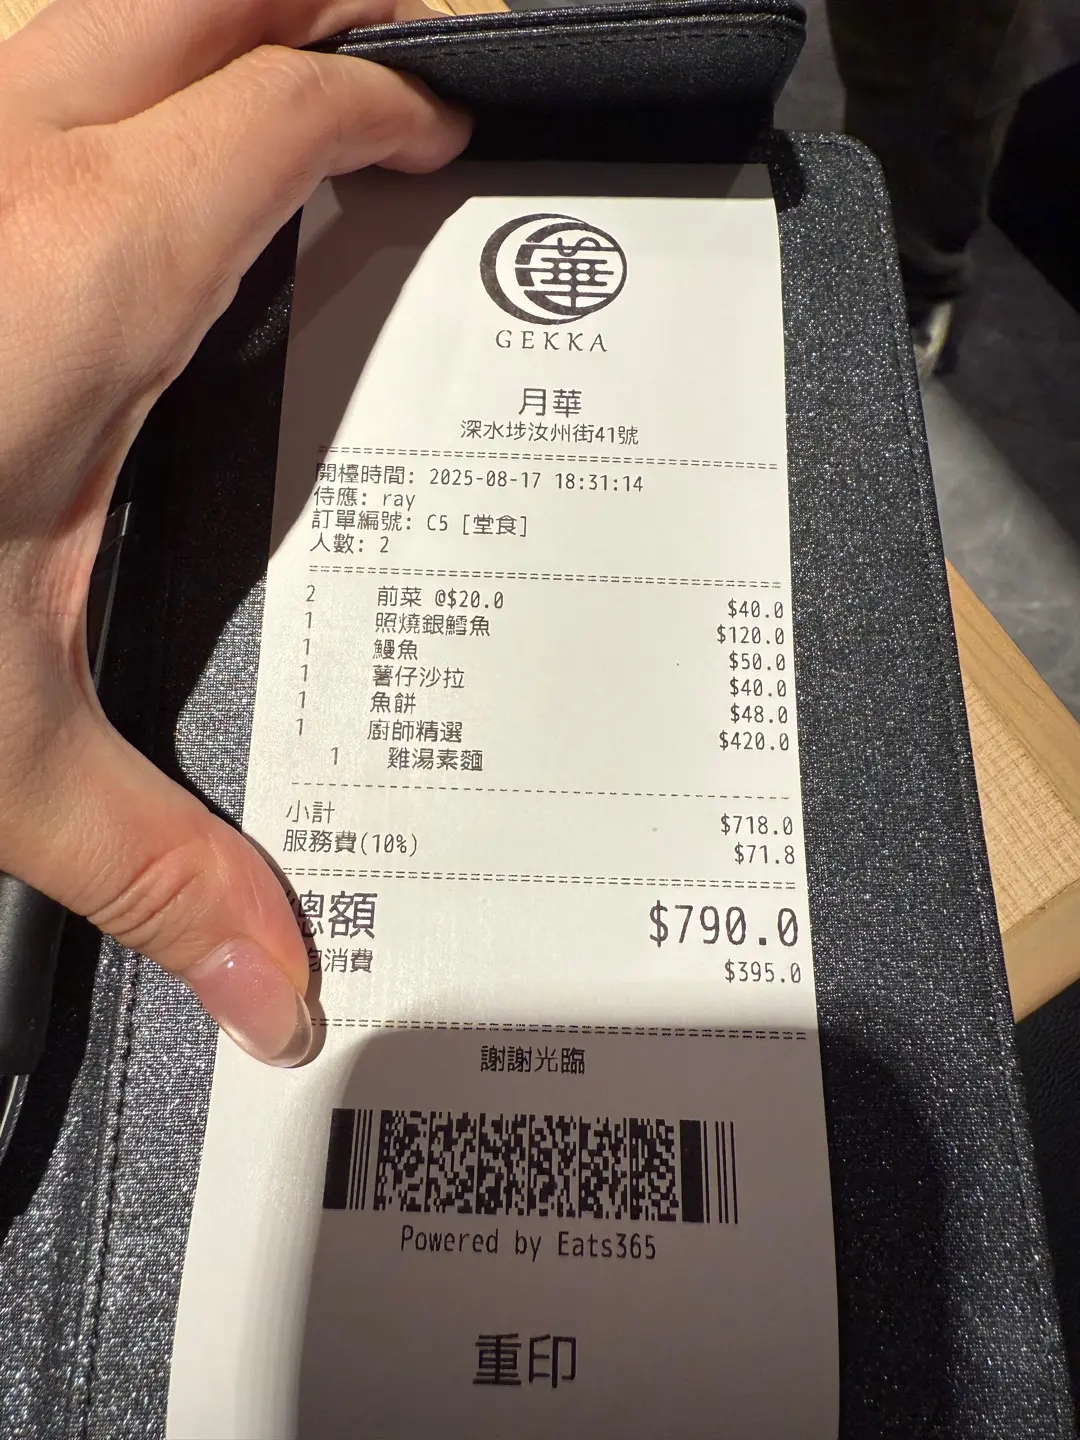 華
GEKKA
月華
深水埗汝州街41號
開檯時間: 2025-08-17 18:31:14
侍應: ray
訂單編號: C5 [堂食]
人數: 2
2 前菜 @$20.0 $40.0
1 照燒銀鱈魚 $120.0
1 鰻魚 $50.0
1 薯仔沙拉 $40.0
1 魚餅 $48.0
1 廚師精選 $420.0
1 雞湯素麵
小計 $718.0
服務費(10%) $71.8
總額 $790.0
均消費 $395.0
謝謝光臨
Powered by Eats365
重印